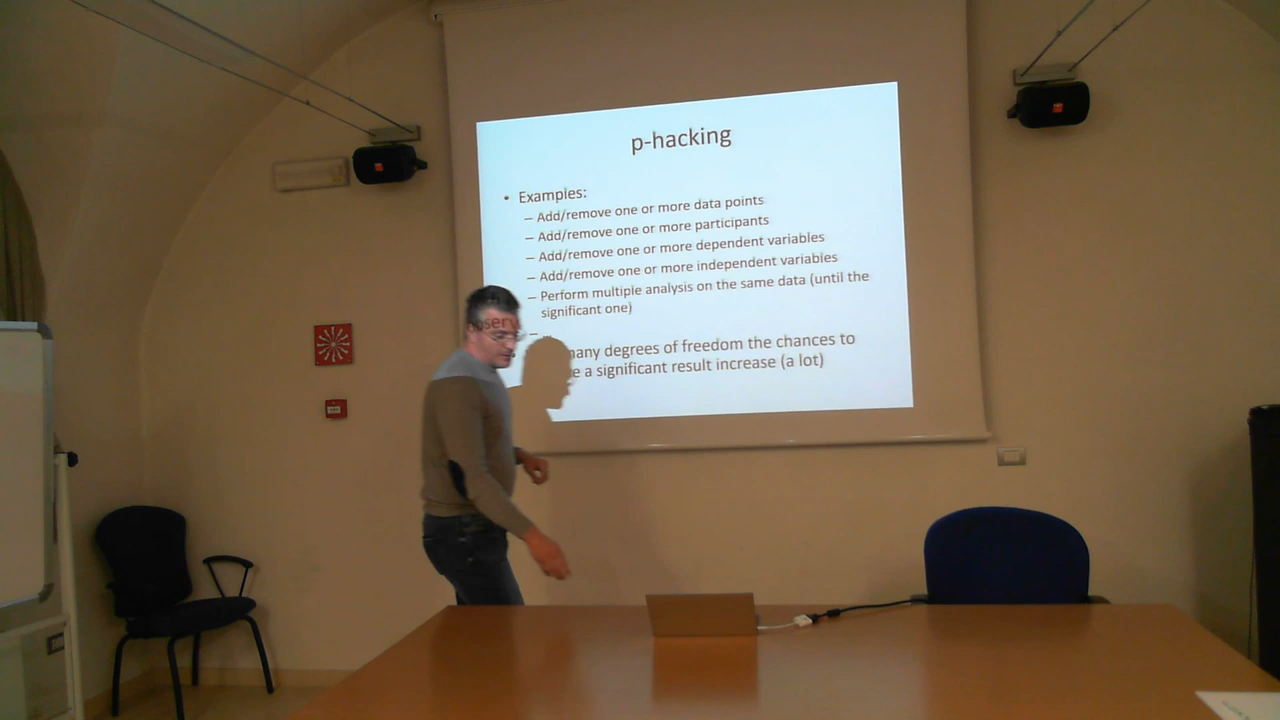 p-hacking
• Examples:
– Add/remove one or more data points
– Add/remove one or more participants
– Add/remove one or more dependent variables
– Add/remove one or more independent variables
– Perform multiple analysis on the same data (until the
significant one)
–
many degrees of freedom the chances to
a significant result increase (a lot)